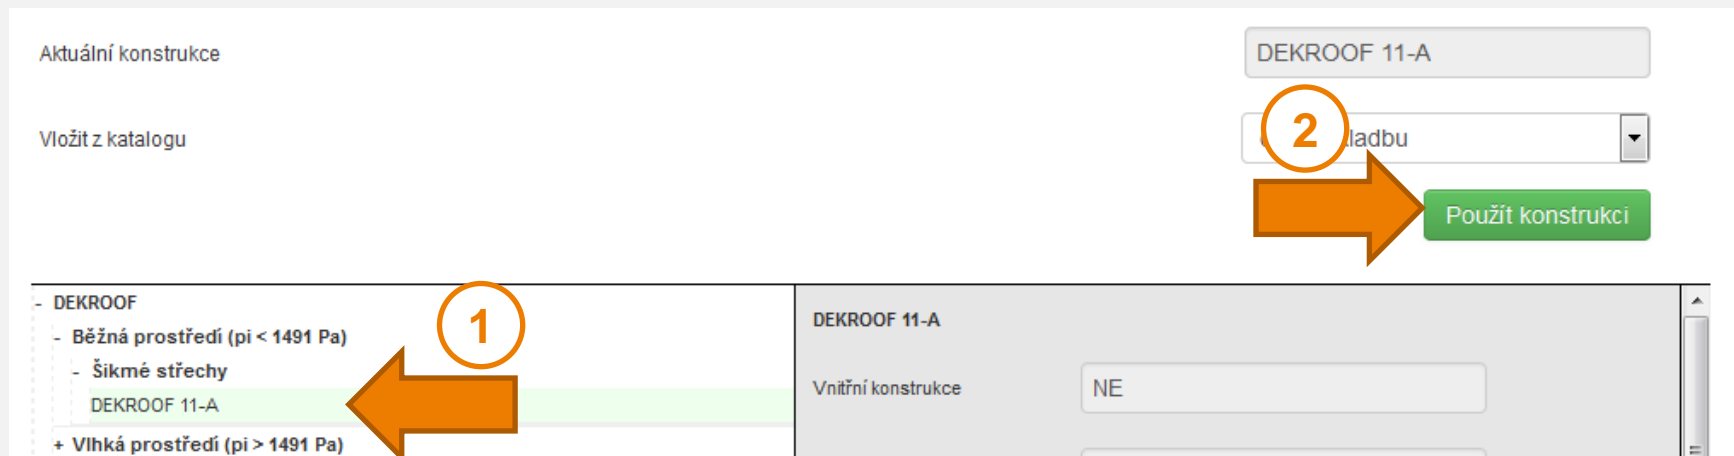 Aktuální konstrukce
DEKROOF 11-A
Vložit z katalogu
2
Použít konstrukci
- DEKROOF
- Běžná prostředí (pi < 1491 Pa)
- Šikmé střechy
DEKROOF 11-A
+ Vlhká prostředí (pi > 1491 Pa)
1
DEKROOF 11-A
Vnitřní konstrukce
NE